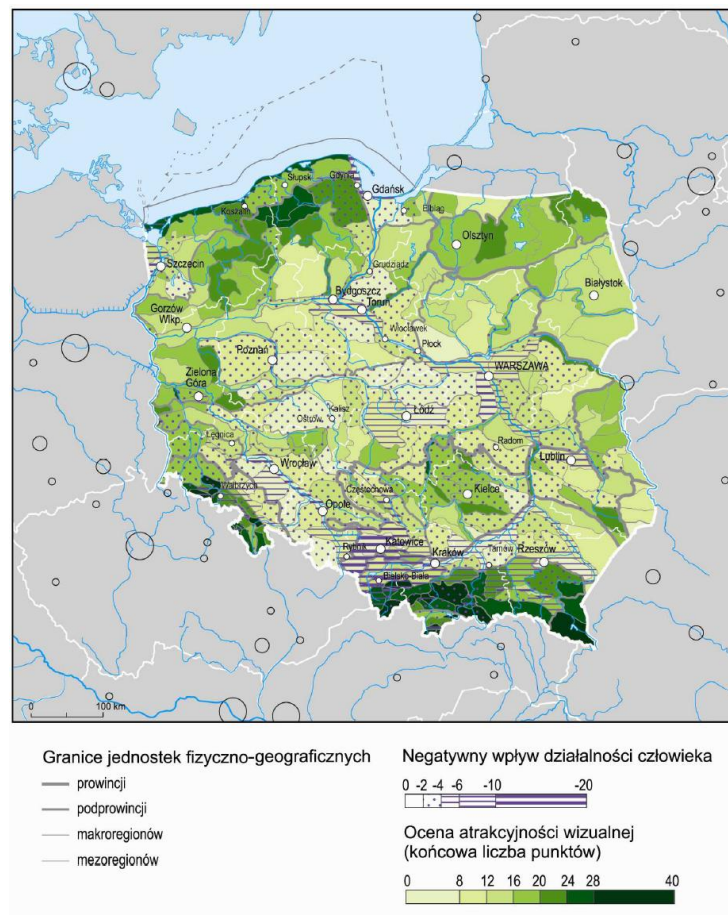 Słupsk
Gdynia
Gdańsk
Koszalin
Elbląg
Olsztyn
Szczecin
Grudziądz
Białystok
Bydgoszcz
Toruń
Gorzów
Wlkp.
Włocławek
Płock
Poznań
WARSZAWA
Zielona
Góra
Kalisz
Ostrów
Łódź
Legnica
Radom
Lublin
Wrocław
Wałbrzych
Częstochowa
Kielce
Opole
Katowice
Rybnik
Kraków
Tarnów
Rzeszów
Bielsko-Biała
0 100 km
Granice jednostek fizyczno-geograficznych
prowincji
podprowincji
makroregionów
mezoregionów
Negatywny wpływ działalności człowieka
0 -2 -4 -6 -10 -20
Ocena atrakcyjności wizualnej
(końcowa liczba punktów)
0 8 12 16 20 24 28 40